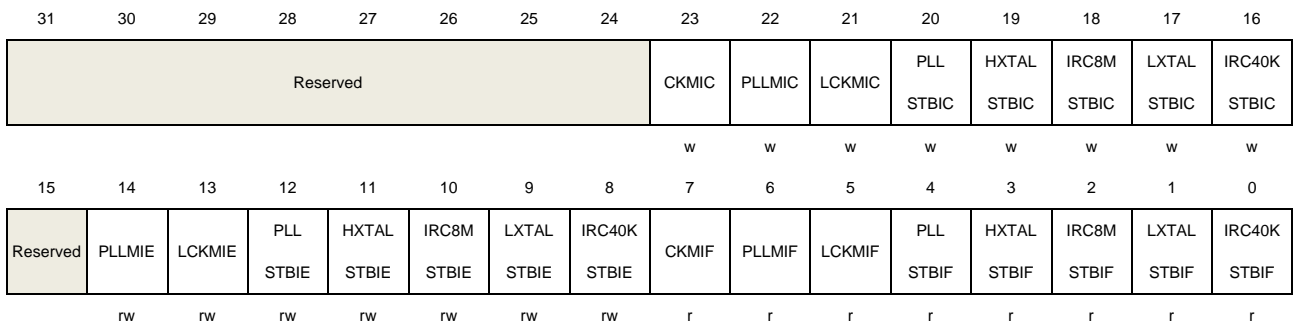 31 30 29 28 27 26 25 24 23 22 21 20 19 18 17 16
Reserved CKMIC PLLMIC LCKMIC PLL STBIC HXTAL STBIC IRC8M STBIC LXTAL STBIC IRC40K STBIC
w w w w w w w w
15 14 13 12 11 10 9 8 7 6 5 4 3 2 1 0
Reserved PLLMIE LCKMIE PLL STBIE HXTAL STBIE IRC8M STBIE LXTAL STBIE IRC40K STBIE CKMIF PLLMIF LCKMIF PLL STBIF HXTAL STBIF IRC8M STBIF LXTAL STBIF IRC40K STBIF
rw rw rw rw rw rw rw r r r r r r r r